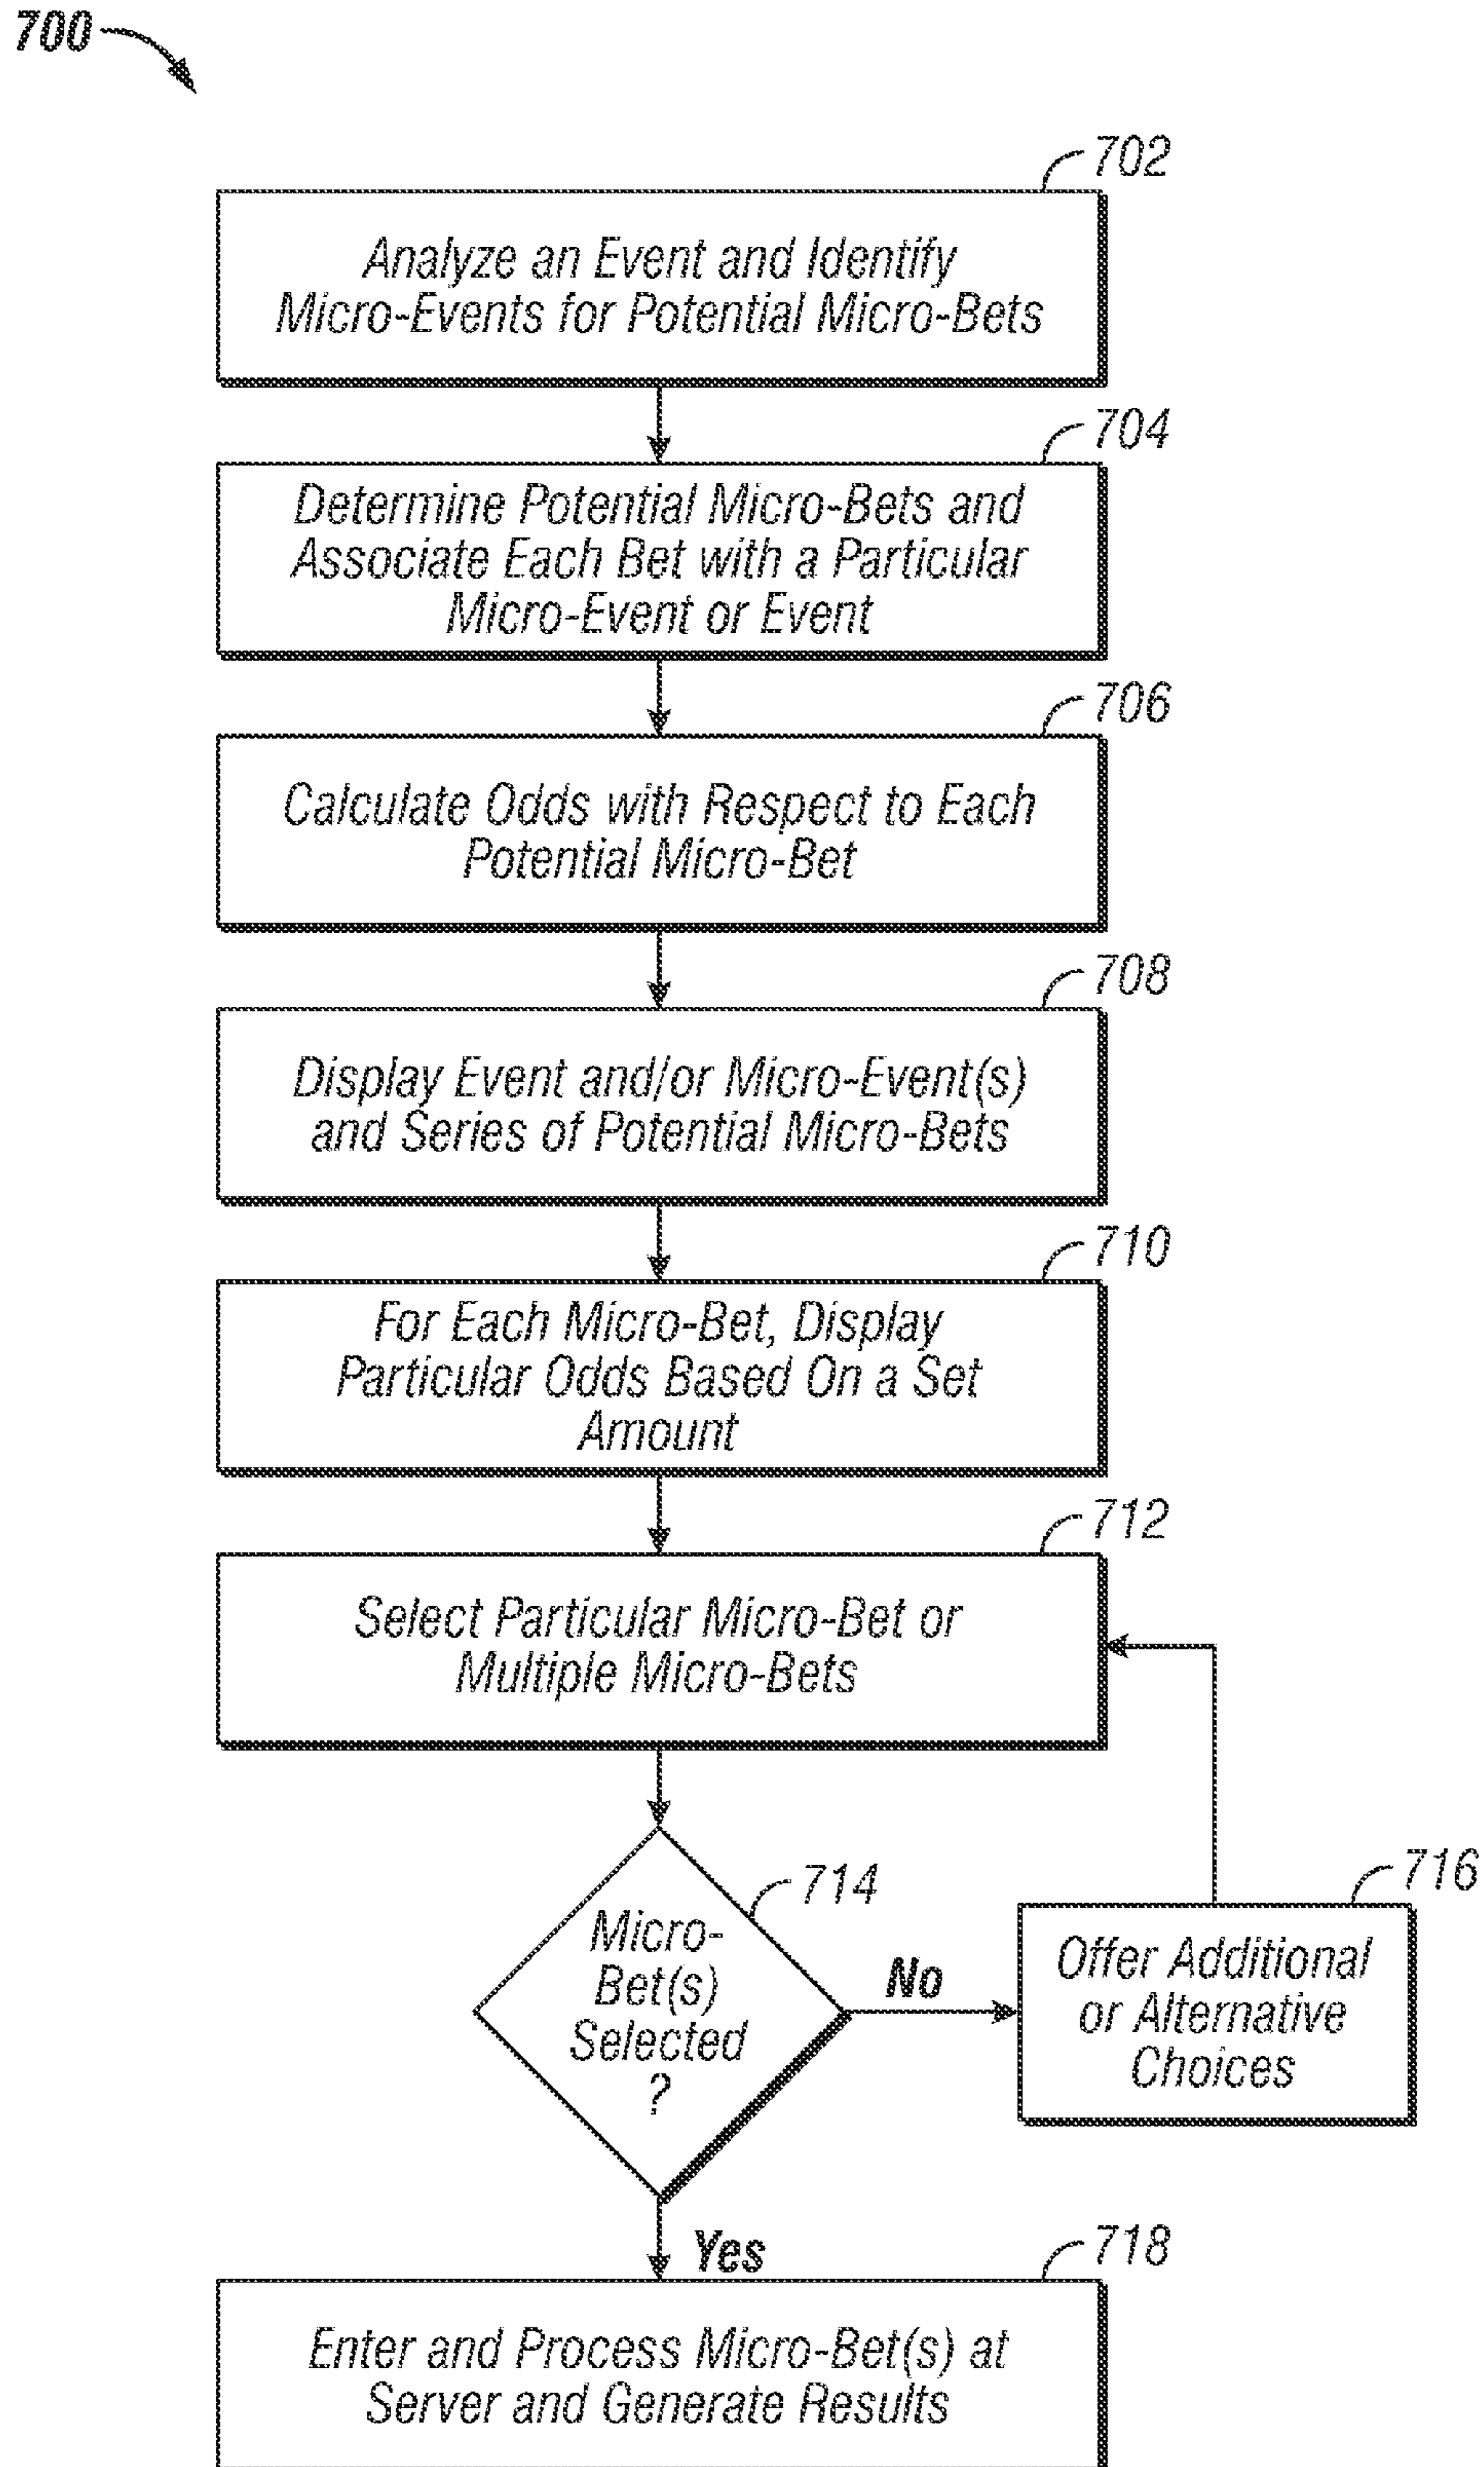 700
702
Analyze an Event and Identify
Micro-Events for Potential Micro-Bets
704
Determine Potential Micro-Bets and
Associate Each Bet with a Particular
Micro-Event or Event
706
Calculate Odds with Respect to Each
Potential Micro-Bet
708
Display Event and/or Micro-Event(s)
and Series of Potential Micro-Bets
710
For Each Micro-Bet, Display
Particular Odds Based On a Set
Amount
712
Select Particular Micro-Bet or
Multiple Micro-Bets
714
Micro-
Bet(s)
Selected
?
No
716
Offer Additional
or Alternative
Choices
Yes
718
Enter and Process Micro-Bet(s) at
Server and Generate Results